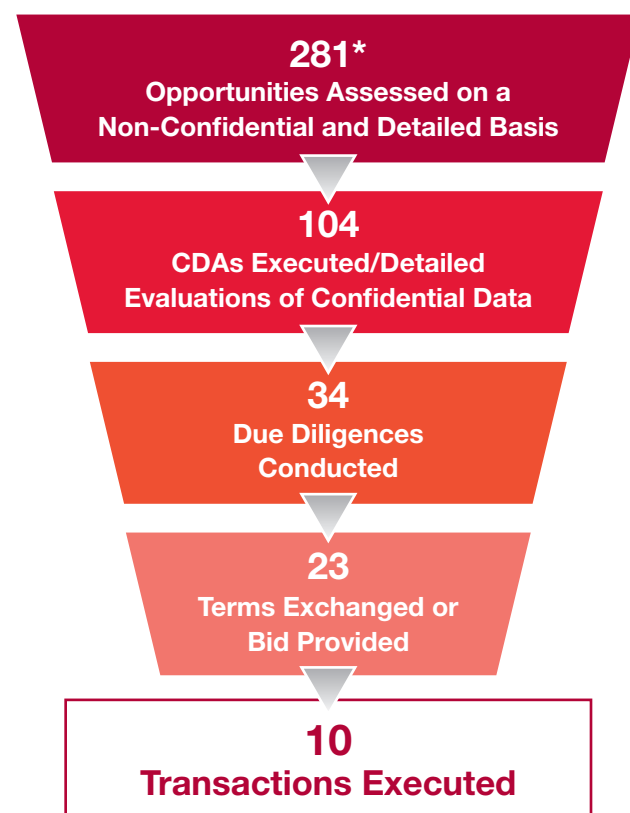 281*
Opportunities Assessed on a
Non-Confidential and Detailed Basis
104
CDAs Executed/Detailed
Evaluations of Confidential Data
34
Due Diligences
Conducted
23
Terms Exchanged or
Bid Provided
10
Transactions Executed